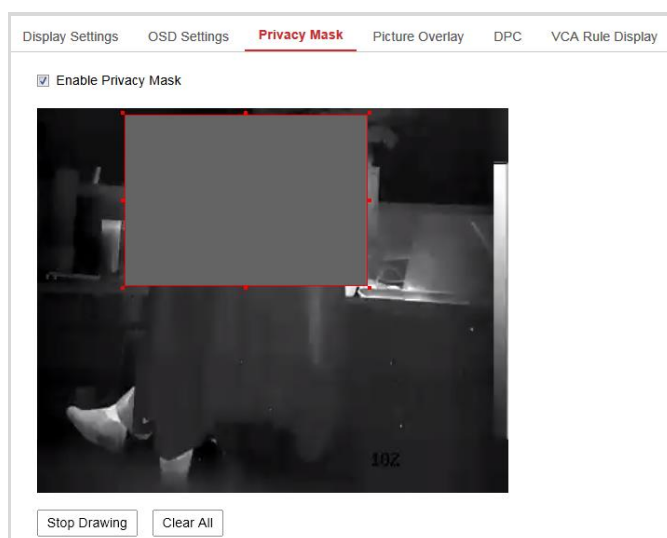 Display Settings OSD Settings Privacy Mask Picture Overlay DPC VCA Rule Display
Enable Privacy Mask
10Z
Stop Drawing Clear All